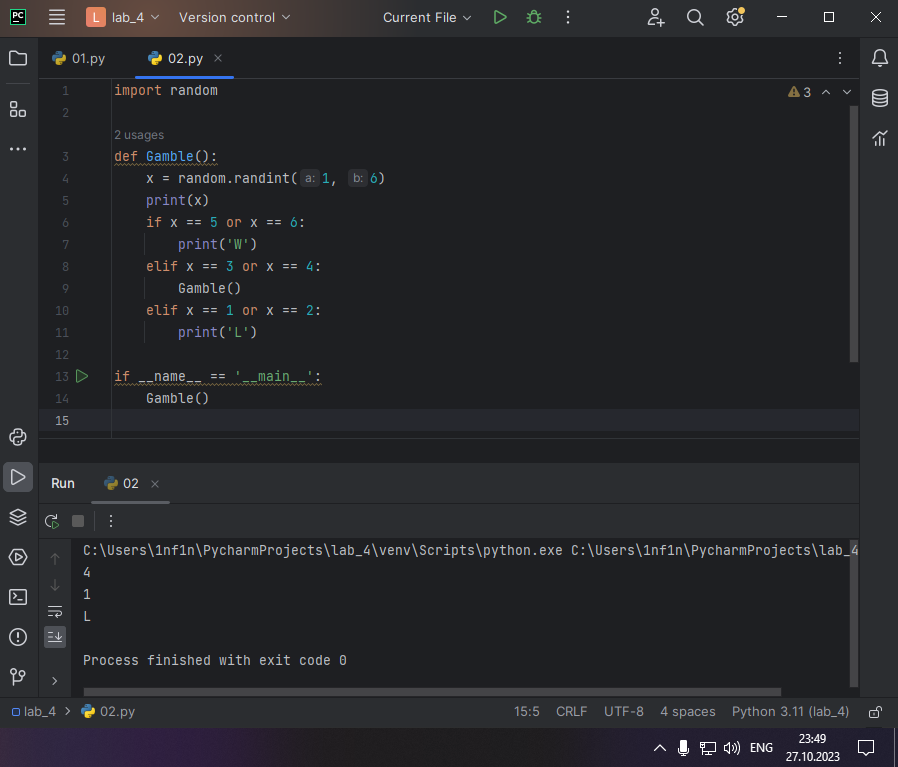 PC L lab_4 Version control Current File
01.py 02.py
1 import random 3
2
2 usages
3 def Gamble():
4 x = random.randint( a: 1, b: 6)
5 print(x)
6 if x == 5 or x == 6:
7 print('W')
8 elif x == 3 or x == 4:
9 Gamble()
10 elif x == 1 or x == 2:
11 print('L')
12
13 if __name__ == '__main__':
14 Gamble()
15
Run 02
C:\Users\1nf1n\PycharmProjects\lab_4\venv\Scripts\python.exe C:\Users\1nf1n\PycharmProjects\lab_4
4
1
L
Process finished with exit code 0
lab_4 > 02.py 15:5 CRLF UTF-8 4 spaces Python 3.11 (lab_4)
ENG 23:49
27.10.2023